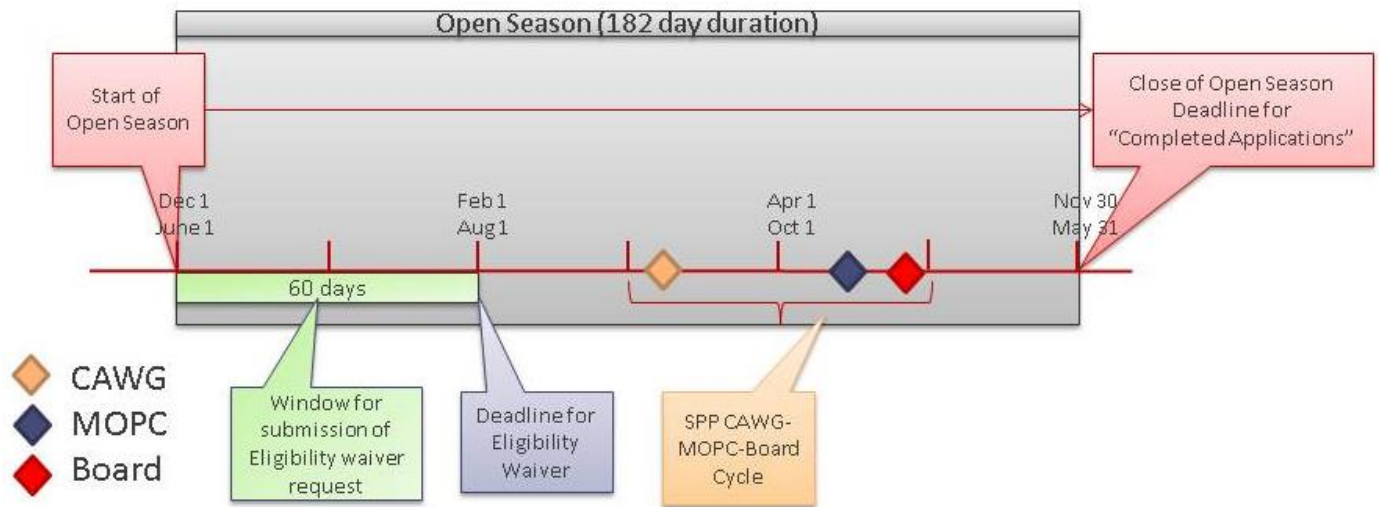 Open Season (182 day duration)
Start of
Open Season
Close of Open Season
Deadline for
“Completed Applications”
Dec 1
June 1
Feb 1
Aug 1
Apr 1
Oct 1
Nov 30
May 31
60 days
CAWG
MOPC
Board
Window for
submission of
Eligibility waiver
request
Deadline for
Eligibility
Waiver
SPP CAWG-
MOPC-Board
Cycle